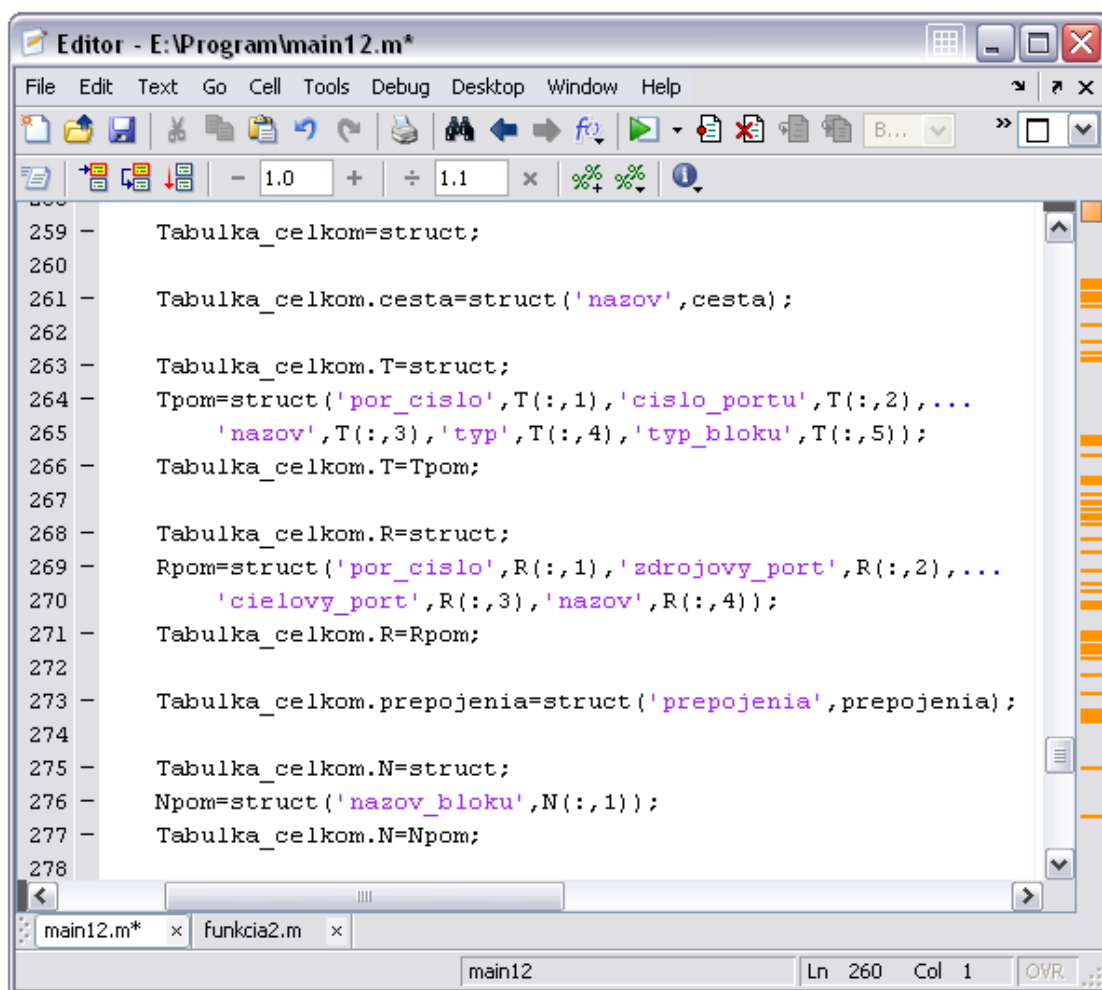 Editor - E:\Program\main12.m*
File Edit Text Go Cell Tools Debug Desktop Window Help
B...
1.0 1.1
259 - Tabulka_celkom=struct;
260
261 - Tabulka_celkom.cesta=struct('nazov',cesta);
262
263 - Tabulka_celkom.T=struct;
264 - Tpom=struct('por_cislo',T(:,1),'cislo_portu',T(:,2),...
265 'nazov',T(:,3),'typ',T(:,4),'typ_bloku',T(:,5));
266 - Tabulka_celkom.T=Tpom;
267
268 - Tabulka_celkom.R=struct;
269 - Rpom=struct('por_cislo',R(:,1),'zdrojovy_port',R(:,2),...
270 'cielovy_port',R(:,3),'nazov',R(:,4));
271 - Tabulka_celkom.R=Rpom;
272
273 - Tabulka_celkom.prepojenia=struct('prepojenia',prepojenia);
274
275 - Tabulka_celkom.N=struct;
276 - Npom=struct('nazov_bloku',N(:,1));
277 - Tabulka_celkom.N=Npom;
278
main12.m* × funkcia2.m ×
main12 Ln 260 Col 1 OVR